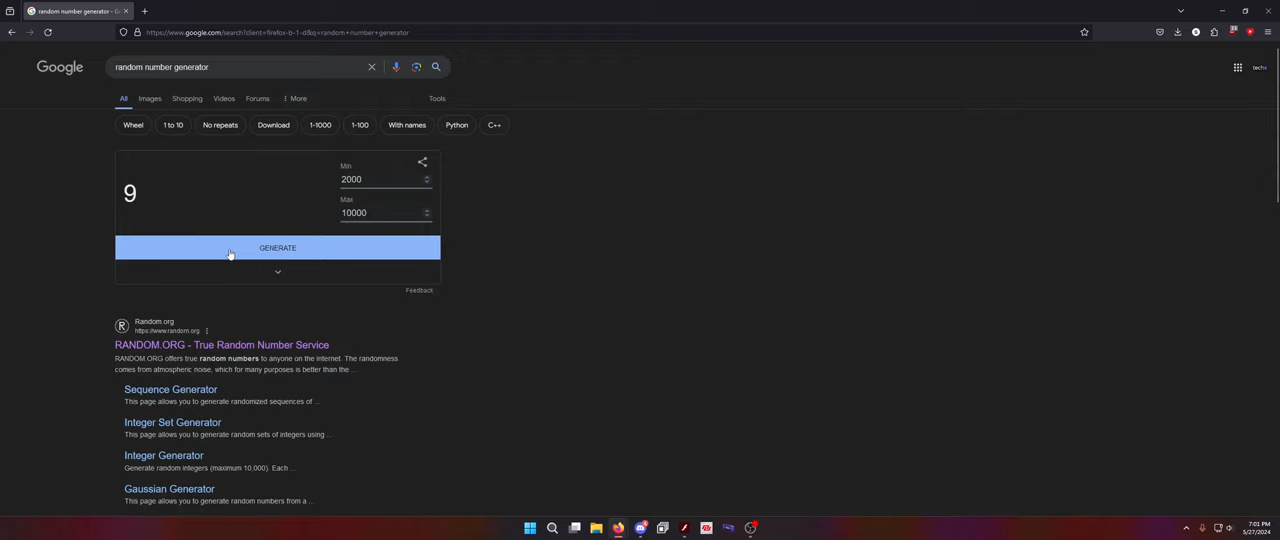 random number generator - G
https://www.google.com/search?client=firefox-b-1-d&q=random+number+generator
Google
random number generator
techx
All Images Shopping Videos Forums More Tools
Wheel 1 to 10 No repeats Download 1-1000 1-100 With names Python C++
Min
2000
9
Max
10000
GENERATE
Feedback
Random.org
https://www.random.org
RANDOM.ORG - True Random Number Service
RANDOM.ORG offers true random numbers to anyone on the Internet. The randomness
comes from atmospheric noise, which for many purposes is better than the ...
Sequence Generator
This page allows you to generate randomized sequences of ...
Integer Set Generator
This page allows you to generate random sets of integers using ...
Integer Generator
Generate random integers (maximum 10,000). Each ...
Gaussian Generator
This page allows you to generate random numbers from a ...
7:01 PM
5/27/2024